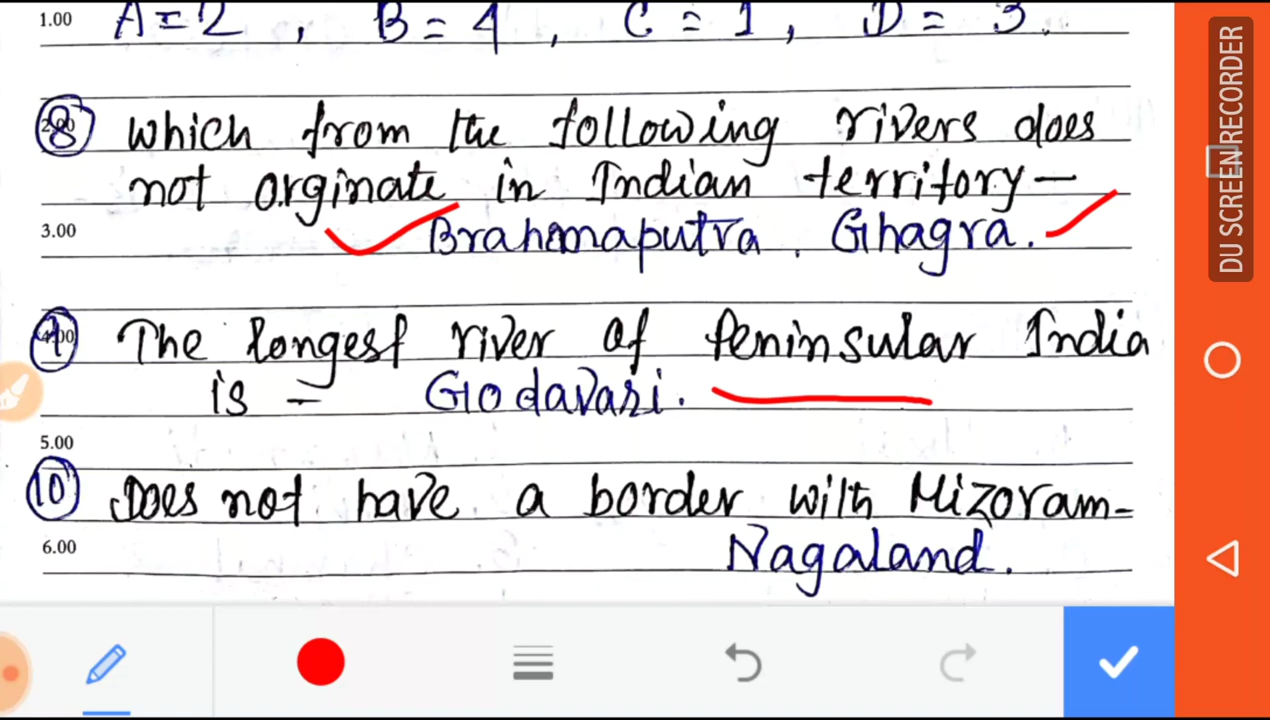 1.00 A = 2 , B = 4 , C = 1 , D = 3 .
8 which from the following rivers does
not orginate in Indian territory —
3.00 Brahmaputra , Ghagra .
The longest river of Peninsular India
is — Godavari .
5.00
10 Does not have a border with Mizoram -
6.00 Nagaland .
DU SCREEN RECORDER